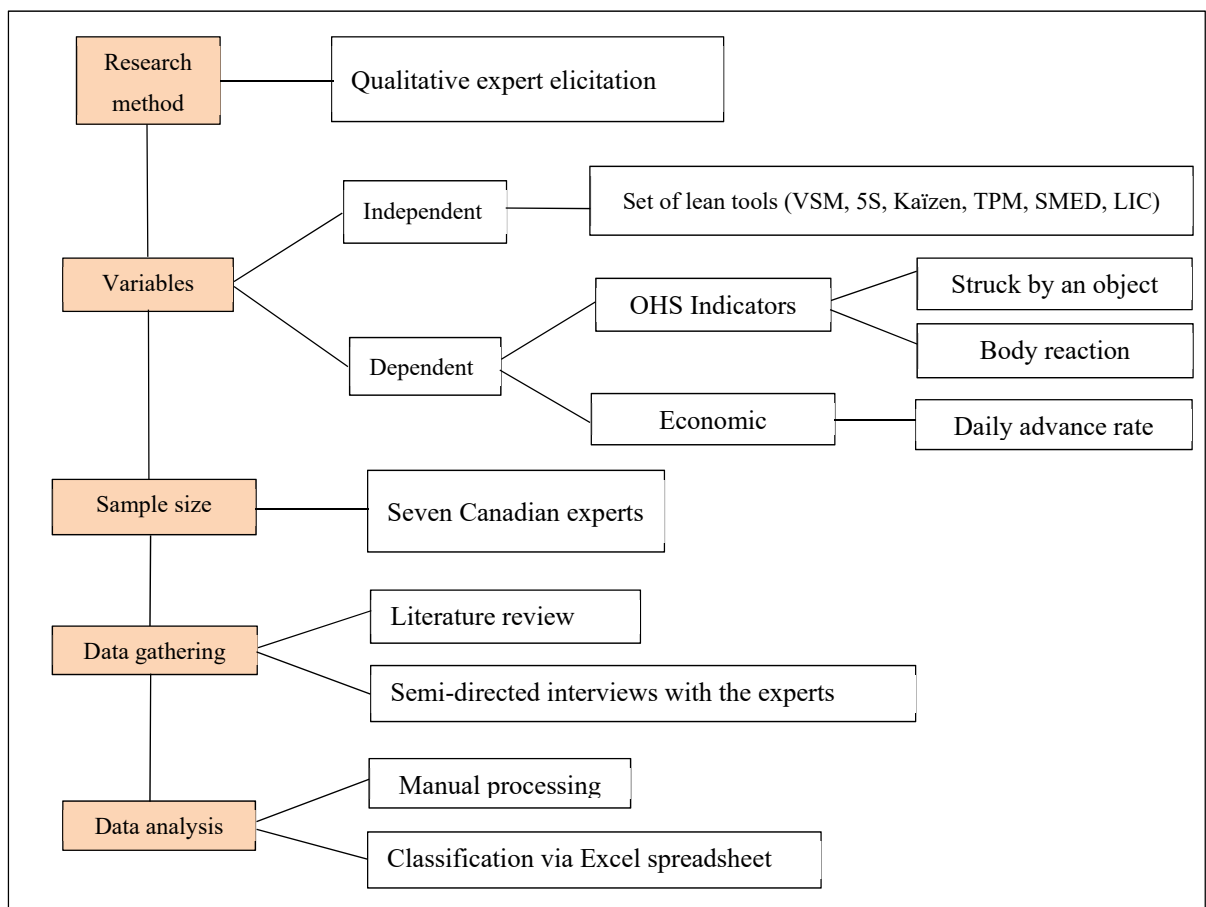 Research
method
Qualitative expert elicitation
Independent
Set of lean tools (VSM, 5S, Kaïzen, TPM, SMED, LIC)
Variables
OHS Indicators
Struck by an object
Body reaction
Dependent
Economic
Daily advance rate
Sample size
Seven Canadian experts
Literature review
Data gathering
Semi-directed interviews with the experts
Manual processing
Data analysis
Classification via Excel spreadsheet